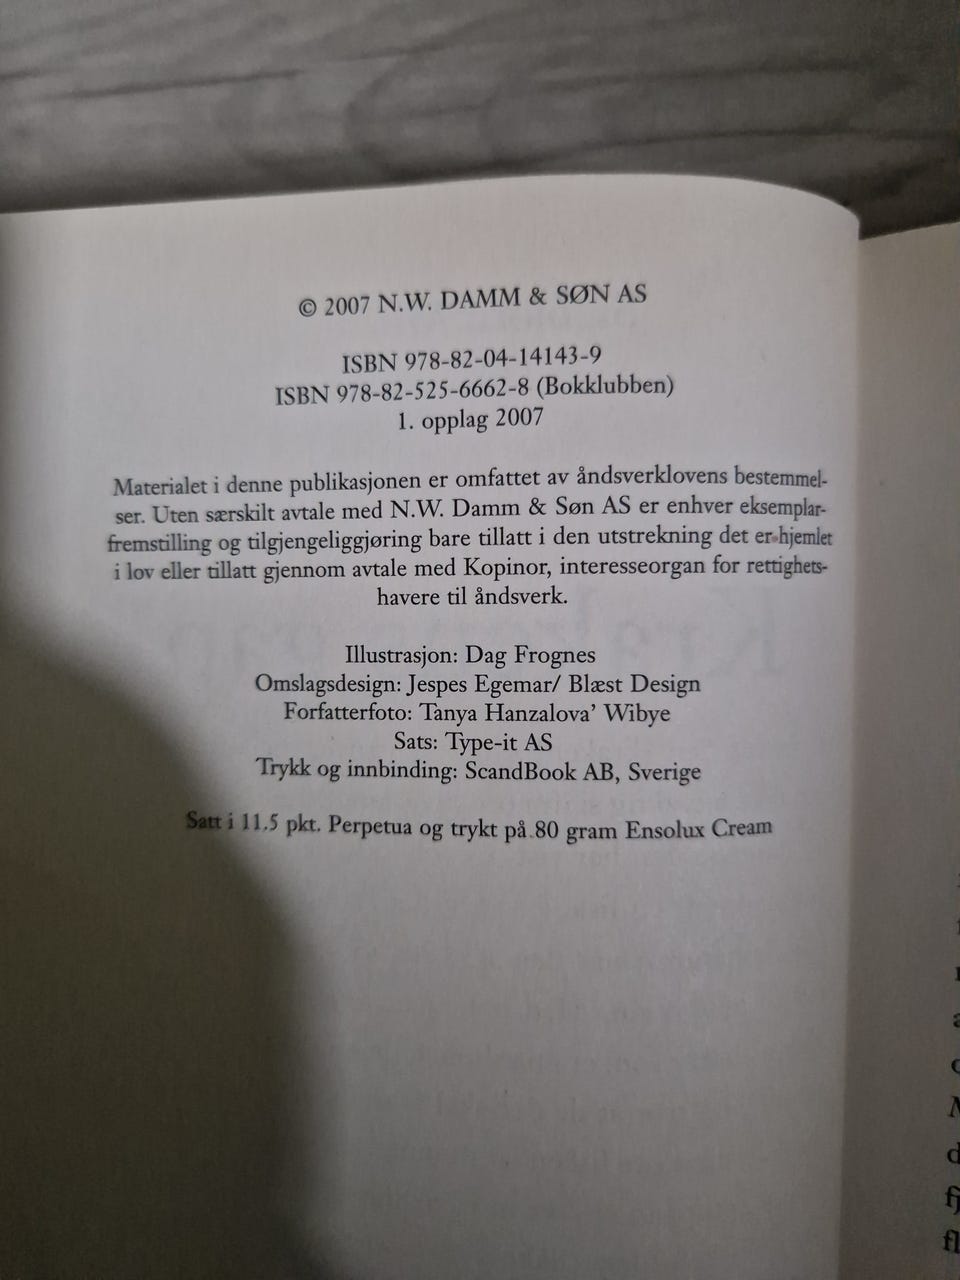 © 2007 N.W. DAMM & SØN AS
ISBN 978-82-04-14143-9
ISBN 978-82-525-6662-8 (Bokklubben)
1. opplag 2007
Materialet i denne publikasjonen er omfattet av åndsverklovens bestemmel-
ser. Uten særskilt avtale med N.W. Damm & Søn AS er enhver eksemplar-
fremstilling og tilgjengeliggjøring bare tillatt i den utstrekning det er hjemlet
i lov eller tillatt gjennom avtale med Kopinor, interesseorgan for rettighets-
havere til åndsverk.
Illustrasjon: Dag Frognes
Omslagsdesign: Jespes Egemar/ Blæst Design
Forfatterfoto: Tanya Hanzalova’ Wibye
Sats: Type-it AS
Trykk og innbinding: ScandBook AB, Sverige
Satt i 11.5 pkt. Perpetua og trykt på 80 gram Ensolux Cream